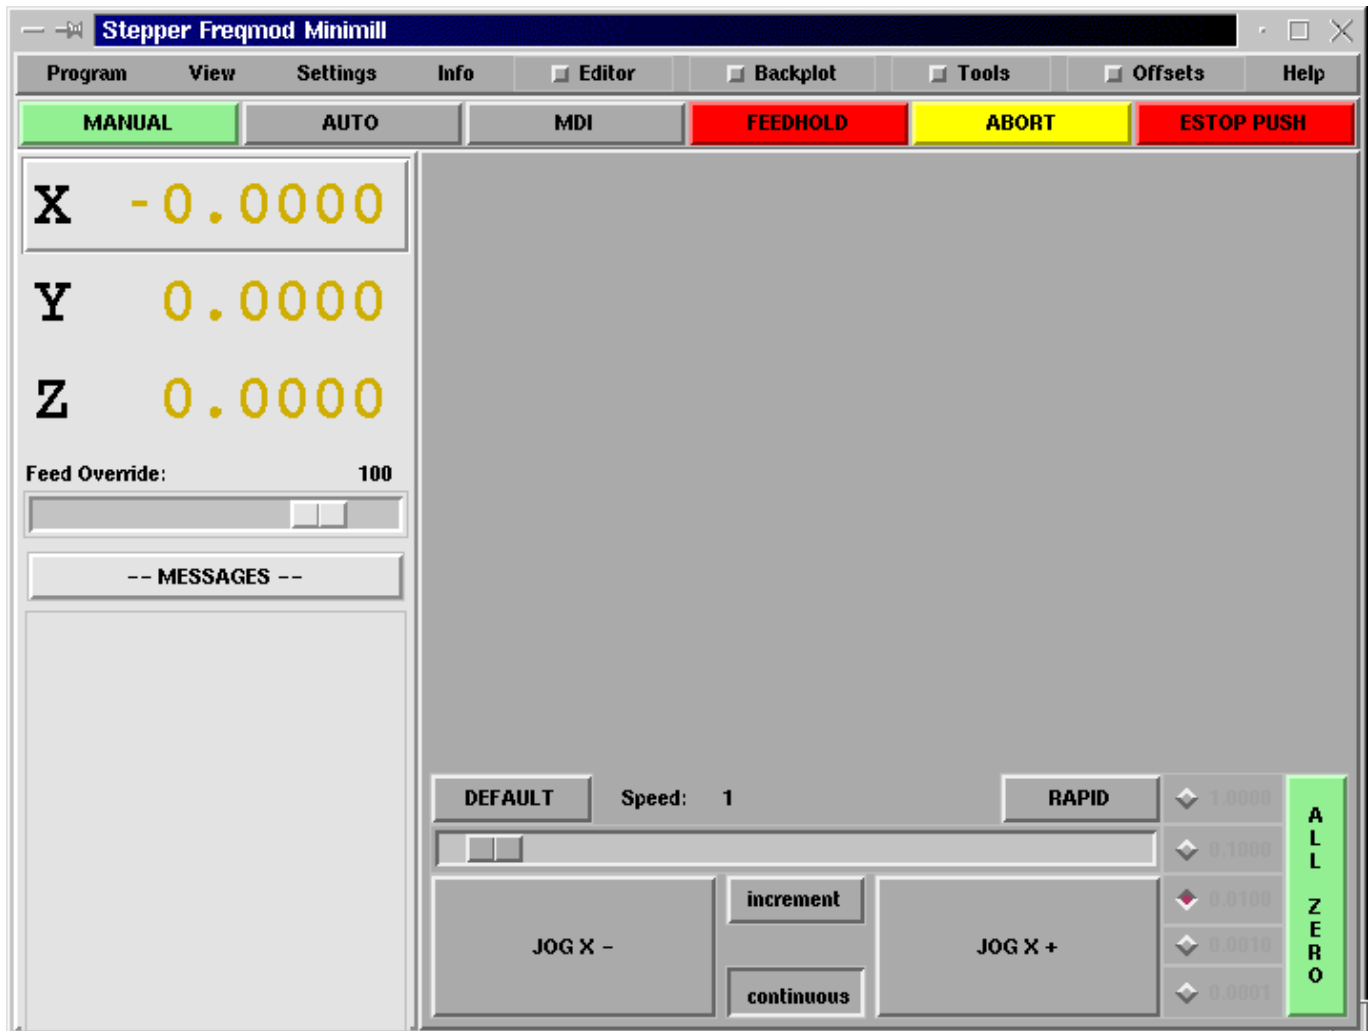 Stepper Freqmod Minimill
Program View Settings Info Editor Backplot Tools Offsets Help
MANUAL AUTO MDI FEEDHOLD ABORT ESTOP PUSH
X -0.0000
Y 0.0000
Z 0.0000
Feed Override: 100
-- MESSAGES --
DEFAULT Speed: 1 RAPID 1.0000
0.1000
increment 0.0100
JOG X - JOG X + 0.0010
continuous 0.0001
ALL ZERO